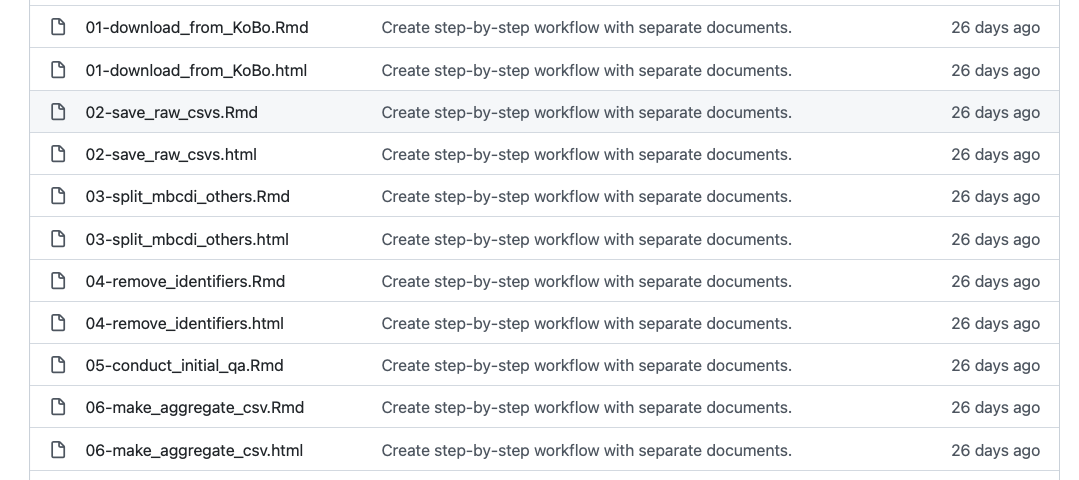 01-download_from_KoBo.Rmd Create step-by-step workflow with separate documents. 26 days ago
01-download_from_KoBo.html Create step-by-step workflow with separate documents. 26 days ago
02-save_raw_csvs.Rmd Create step-by-step workflow with separate documents. 26 days ago
02-save_raw_csvs.html Create step-by-step workflow with separate documents. 26 days ago
03-split_mbcdi_others.Rmd Create step-by-step workflow with separate documents. 26 days ago
03-split_mbcdi_others.html Create step-by-step workflow with separate documents. 26 days ago
04-remove_identifiers.Rmd Create step-by-step workflow with separate documents. 26 days ago
04-remove_identifiers.html Create step-by-step workflow with separate documents. 26 days ago
05-conduct_initial_qa.Rmd Create step-by-step workflow with separate documents. 26 days ago
06-make_aggregate_csv.Rmd Create step-by-step workflow with separate documents. 26 days ago
06-make_aggregate_csv.html Create step-by-step workflow with separate documents. 26 days ago